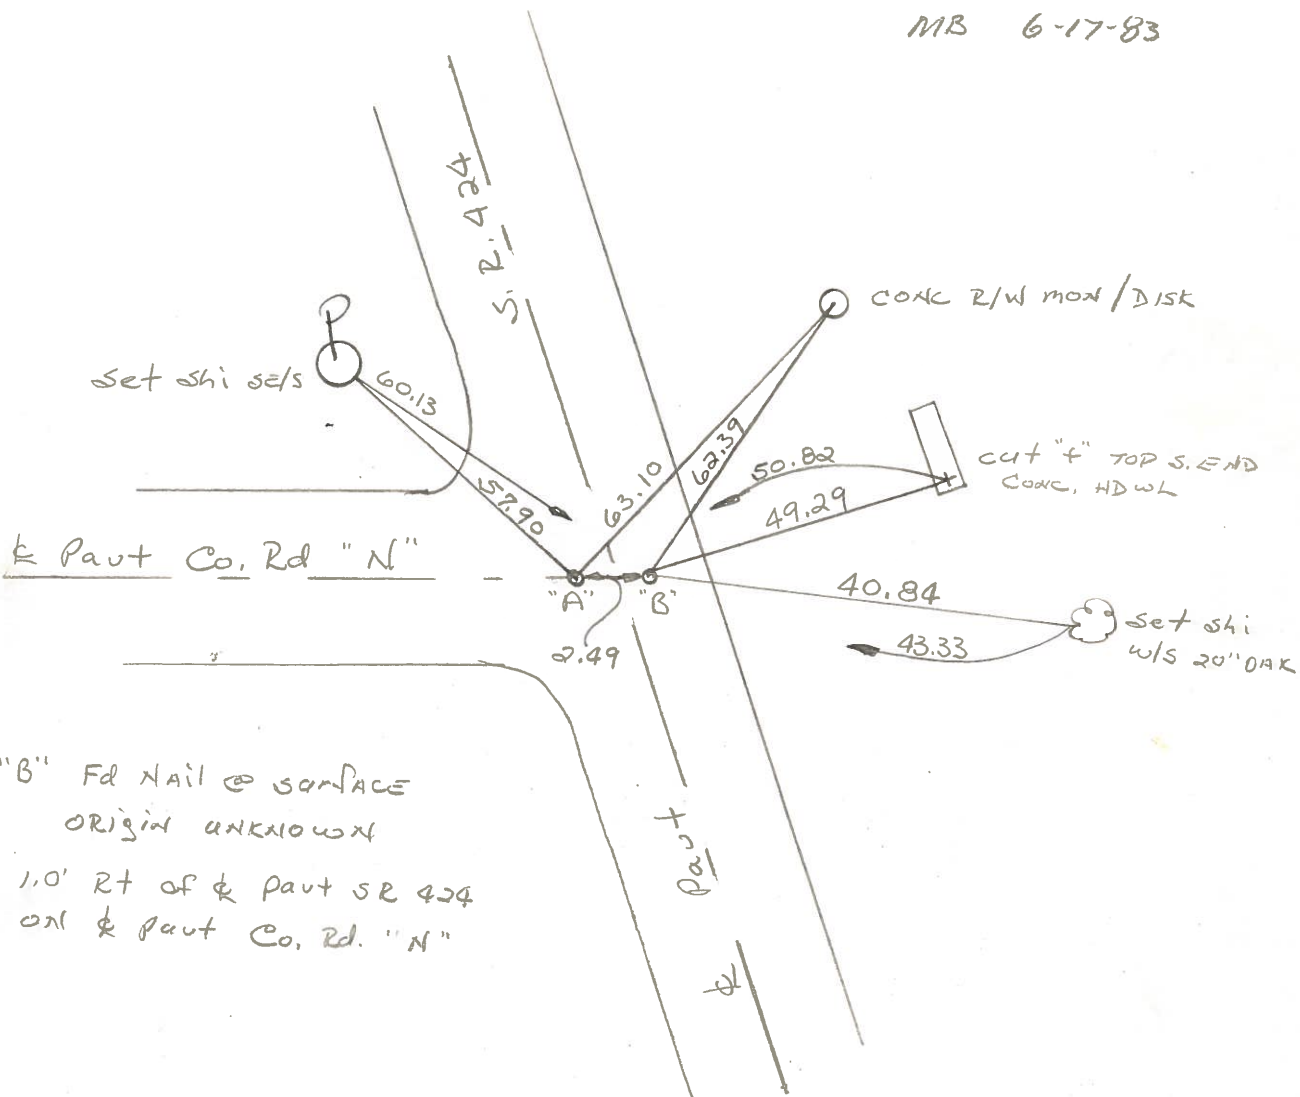 MB 6-17-83
S. R. 424
P
CONC R/W MON/DISK
Set Shi SE/S
60.13
57.90
63.10
62.39
50.82
49.29
cut "+" TOP S. END
CONC. HDWL
℄ Pavt Co. Rd "N"
"A"
"B"
2.49
40.84
43.33
Set Shi
W/S 20" OAK
"B" Fd NAil @ SurfACE
ORigiN UNKNOWN
1.0' Rt of ℄ Pavt SR 424
ON ℄ Pavt Co. Rd. "N"
Pavt
℄